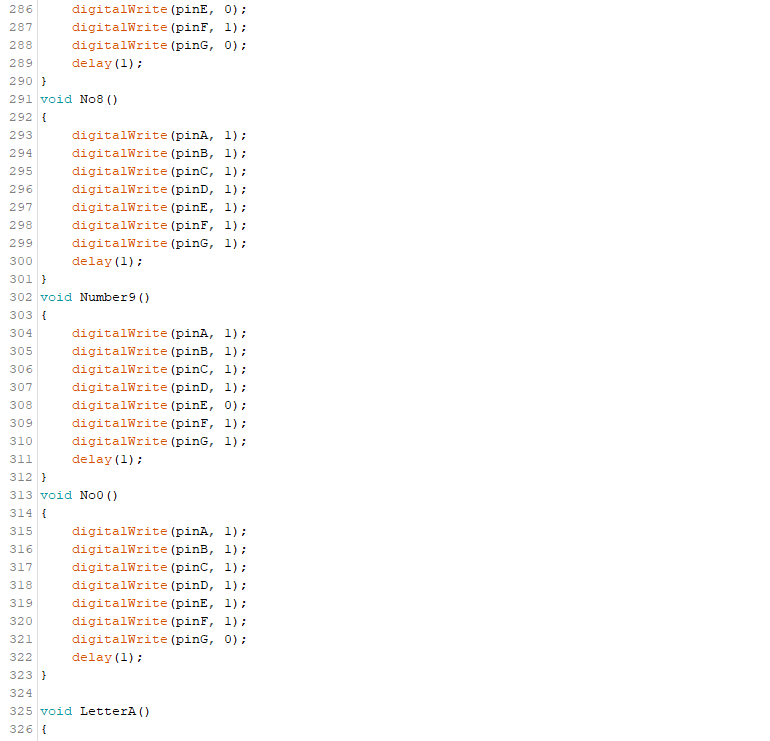 286     digitalWrite(pinE, 0);
287     digitalWrite(pinF, 1);
288     digitalWrite(pinG, 0);
289     delay(1);
290 }
291 void No8()
292 {
293     digitalWrite(pinA, 1);
294     digitalWrite(pinB, 1);
295     digitalWrite(pinC, 1);
296     digitalWrite(pinD, 1);
297     digitalWrite(pinE, 1);
298     digitalWrite(pinF, 1);
299     digitalWrite(pinG, 1);
300     delay(1);
301 }
302 void Number9()
303 {
304     digitalWrite(pinA, 1);
305     digitalWrite(pinB, 1);
306     digitalWrite(pinC, 1);
307     digitalWrite(pinD, 1);
308     digitalWrite(pinE, 0);
309     digitalWrite(pinF, 1);
310     digitalWrite(pinG, 1);
311     delay(1);
312 }
313 void No0()
314 {
315     digitalWrite(pinA, 1);
316     digitalWrite(pinB, 1);
317     digitalWrite(pinC, 1);
318     digitalWrite(pinD, 1);
319     digitalWrite(pinE, 1);
320     digitalWrite(pinF, 1);
321     digitalWrite(pinG, 0);
322     delay(1);
323 }
324
325 void LetterA()
326 {